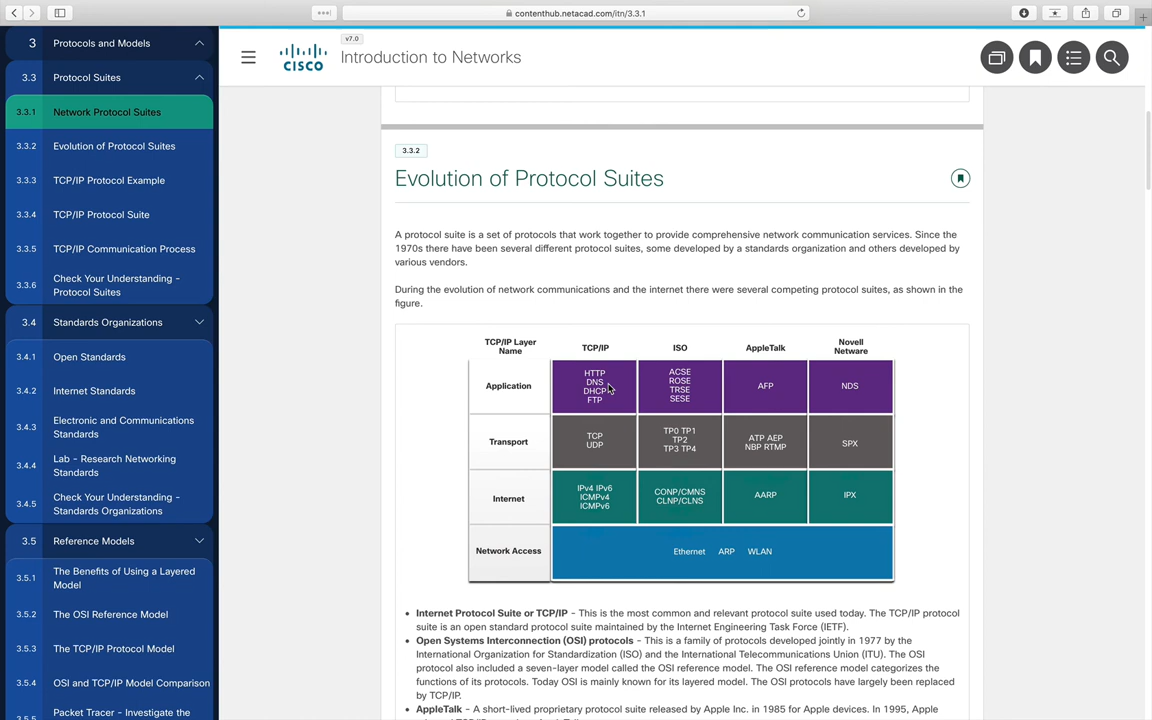 contenthub.netacad.com/itn/3.3.1
3 Protocols and Models
3.3 Protocol Suites
3.3.1 Network Protocol Suites
3.3.2 Evolution of Protocol Suites
3.3.3 TCP/IP Protocol Example
3.3.4 TCP/IP Protocol Suite
3.3.5 TCP/IP Communication Process
3.3.6 Check Your Understanding -
Protocol Suites
3.4 Standards Organizations
3.4.1 Open Standards
3.4.2 Internet Standards
3.4.3 Electronic and Communications
Standards
3.4.4 Lab - Research Networking
Standards
3.4.5 Check Your Understanding -
Standards Organizations
3.5 Reference Models
3.5.1 The Benefits of Using a Layered
Model
3.5.2 The OSI Reference Model
3.5.3 The TCP/IP Protocol Model
3.5.4 OSI and TCP/IP Model Comparison
Packet Tracer - Investigate the
CISCO
v7.0
Introduction to Networks
3.3.2
Evolution of Protocol Suites
A protocol suite is a set of protocols that work together to provide comprehensive network communication services. Since the
1970s there have been several different protocol suites, some developed by a standards organization and others developed by
various vendors.
During the evolution of network communications and the internet there were several competing protocol suites, as shown in the
figure.
TCP/IP Layer
Name
TCP/IP
ISO
AppleTalk
Novell
Netware
Application
HTTP
DNS
DHCP
FTP
ACSE
ROSE
TRSE
SESE
AFP
NDS
Transport
TCP
UDP
TP0 TP1
TP2
TP3 TP4
ATP AEP
NBP RTMP
SPX
Internet
IPv4 IPv6
ICMPv4
ICMPv6
CONP/CMNS
CLNP/CLNS
AARP
IPX
Network Access
Ethernet ARP WLAN
• Internet Protocol Suite or TCP/IP - This is the most common and relevant protocol suite used today. The TCP/IP protocol
suite is an open standard protocol suite maintained by the Internet Engineering Task Force (IETF).
• Open Systems Interconnection (OSI) protocols - This is a family of protocols developed jointly in 1977 by the
International Organization for Standardization (ISO) and the International Telecommunications Union (ITU). The OSI
protocol also included a seven-layer model called the OSI reference model. The OSI reference model categorizes the
functions of its protocols. Today OSI is mainly known for its layered model. The OSI protocols have largely been replaced
by TCP/IP.
• AppleTalk - A short-lived proprietary protocol suite released by Apple Inc. in 1985 for Apple devices. In 1995, Apple